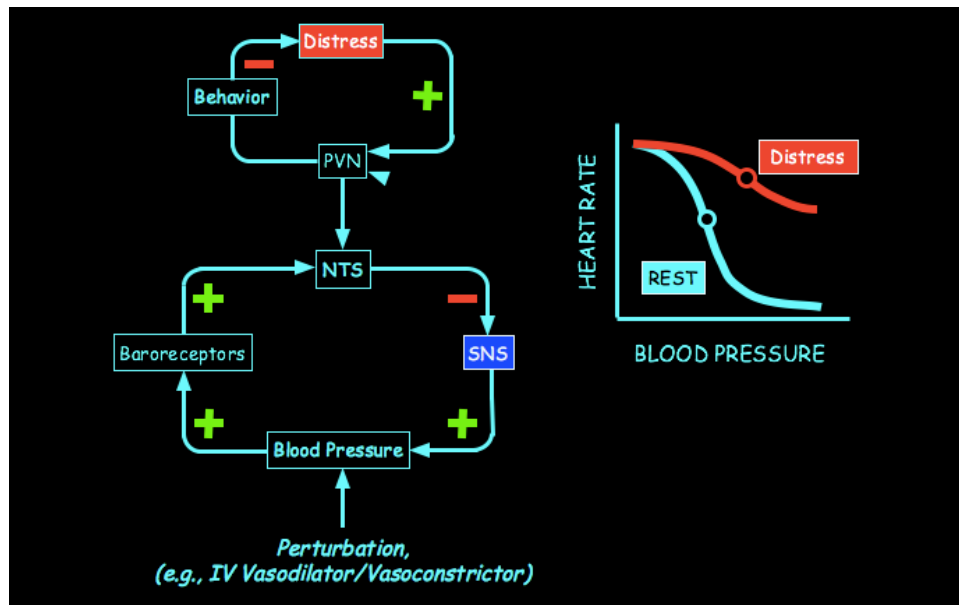 Distress
Behavior
PVN
NTS
Baroreceptors
SNS
Blood Pressure
Perturbation,
(e.g., IV Vasodilator/Vasoconstrictor)
HEART RATE
Distress
REST
BLOOD PRESSURE